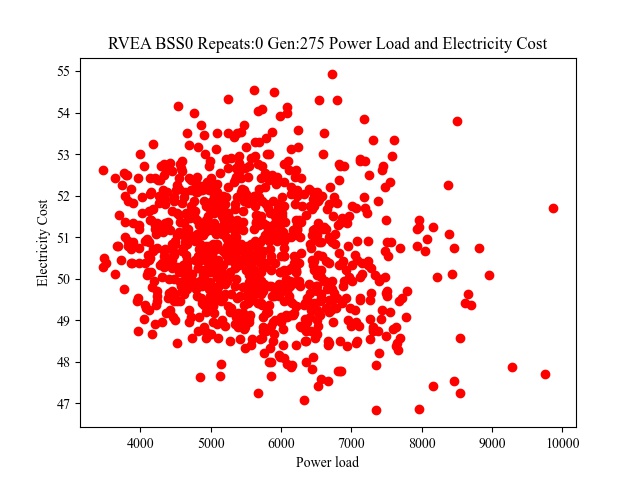 RVEA BSS0 Repeats:0 Gen:275 Power Load and Electricity Cost
55
54
53
52
51
50
49
48
47
Electricity Cost
4000 5000 6000 7000 8000 9000 10000
Power load